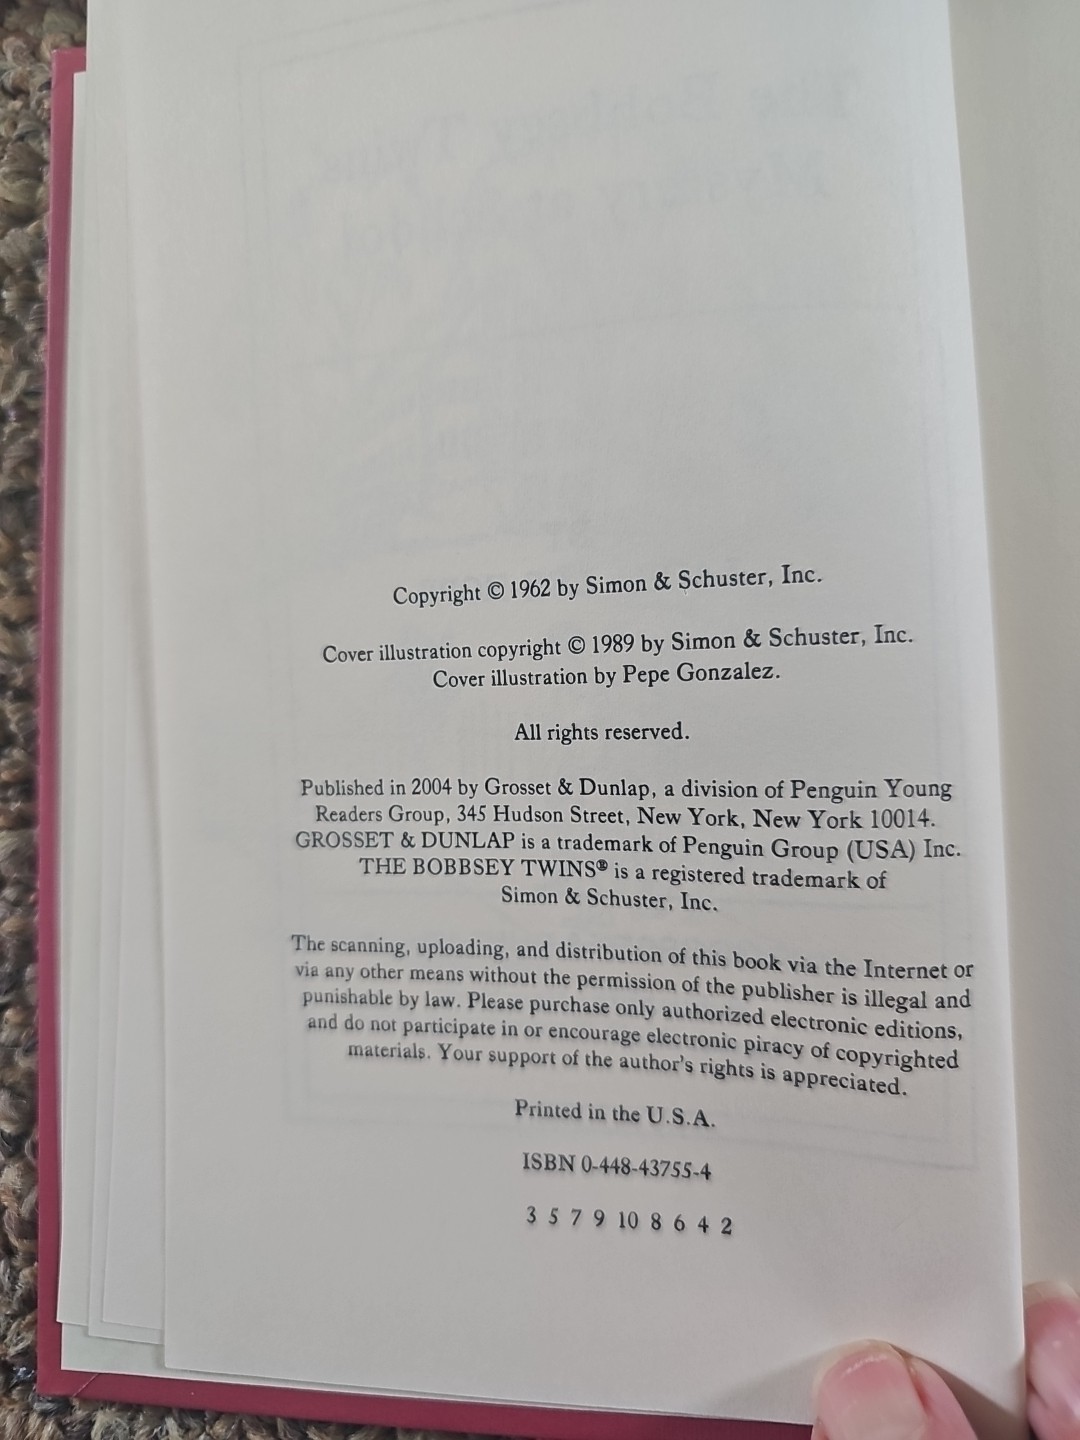 Copyright © 1962 by Simon & Schuster, Inc.
Cover illustration copyright © 1989 by Simon & Schuster, Inc.
Cover illustration by Pepe Gonzalez.
All rights reserved.
Published in 2004 by Grosset & Dunlap, a division of Penguin Young
Readers Group, 345 Hudson Street, New York, New York 10014.
GROSSET & DUNLAP is a trademark of Penguin Group (USA) Inc.
THE BOBBSEY TWINS® is a registered trademark of
Simon & Schuster, Inc.
The scanning, uploading, and distribution of this book via the Internet or
via any other means without the permission of the publisher is illegal and
punishable by law. Please purchase only authorized electronic editions,
and do not participate in or encourage electronic piracy of copyrighted
materials. Your support of the author's rights is appreciated.
Printed in the U.S.A.
ISBN 0-448-43755-4
3 5 7 9 10 8 6 4 2